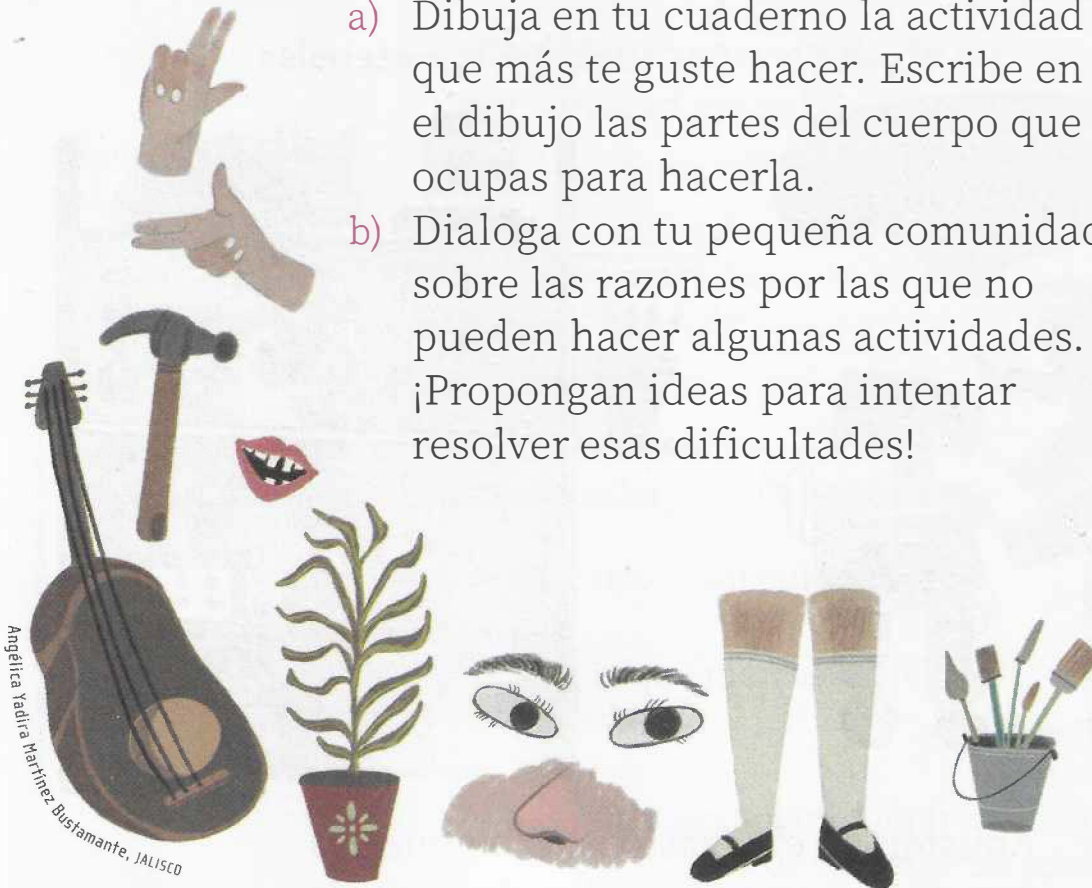 a) Dibuja en tu cuaderno la actividad
que más te guste hacer. Escribe en
el dibujo las partes del cuerpo que
ocupas para hacerla.
b) Dialoga con tu pequeña comunidad
sobre las razones por las que no
pueden hacer algunas actividades.
¡Propongan ideas para intentar
resolver esas dificultades!
Angélica Yadira Martínez Bustamante, JALISCO